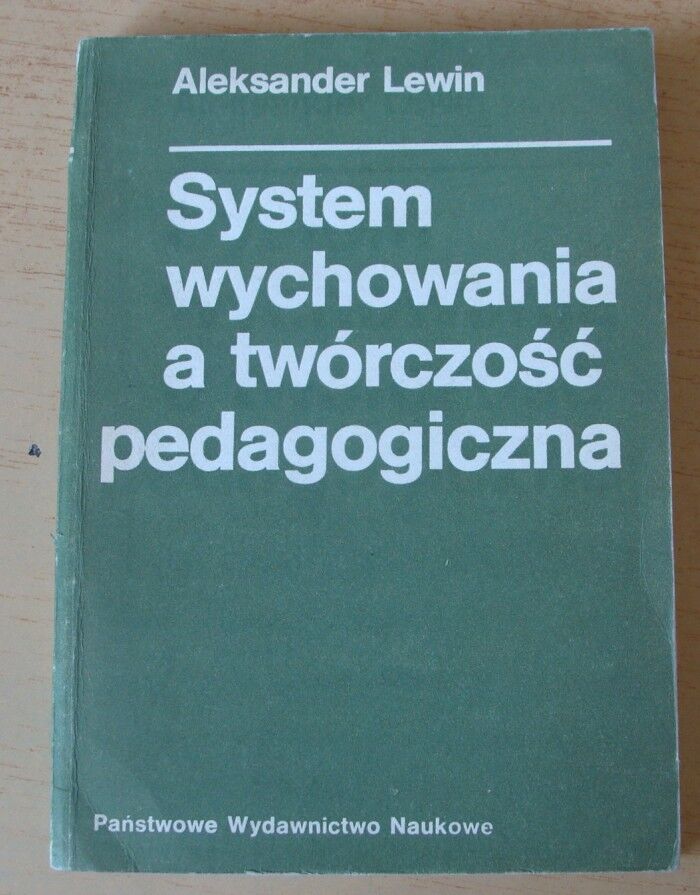 Aleksander Lewin
System
wychowania
a twórczość
pedagogiczna
Państwowe Wydawnictwo Naukowe